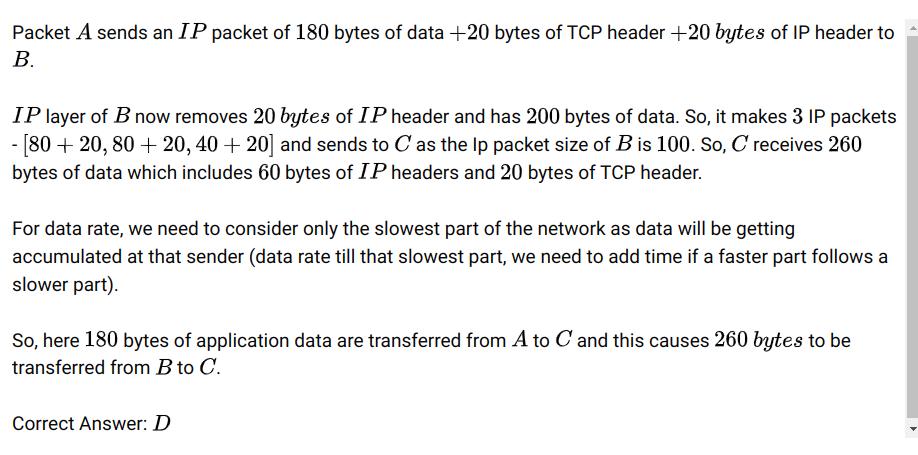 Packet A sends an IP packet of 180 bytes of data +20 bytes of TCP header +20 bytes of IP header to
B.
IP layer of B now removes 20 bytes of IP header and has 200 bytes of data. So, it makes 3 IP packets
- [80 + 20, 80 + 20, 40 + 20] and sends to C as the Ip packet size of B is 100. So, C receives 260
bytes of data which includes 60 bytes of IP headers and 20 bytes of TCP header.
For data rate, we need to consider only the slowest part of the network as data will be getting
accumulated at that sender (data rate till that slowest part, we need to add time if a faster part follows a
slower part).
So, here 180 bytes of application data are transferred from A to C and this causes 260 bytes to be
transferred from B to C.
Correct Answer: D